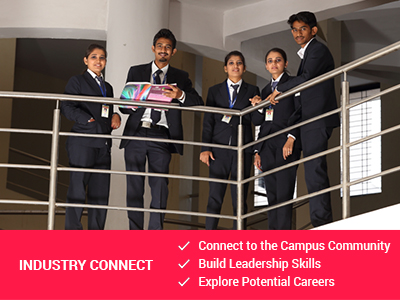 INDUSTRY CONNECT
Connect to the Campus Community
Build Leadership Skills
Explore Potential Careers